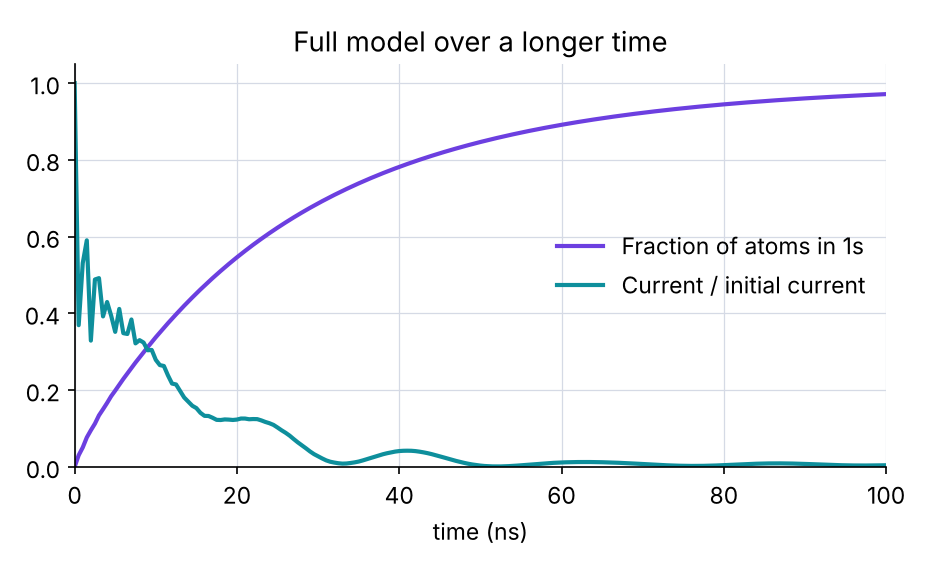 Full model over a longer time
1.0
0.8
0.6
0.4
0.2
0.0
Fraction of atoms in 1s
Current / initial current
0 20 40 60 80 100
time (ns)